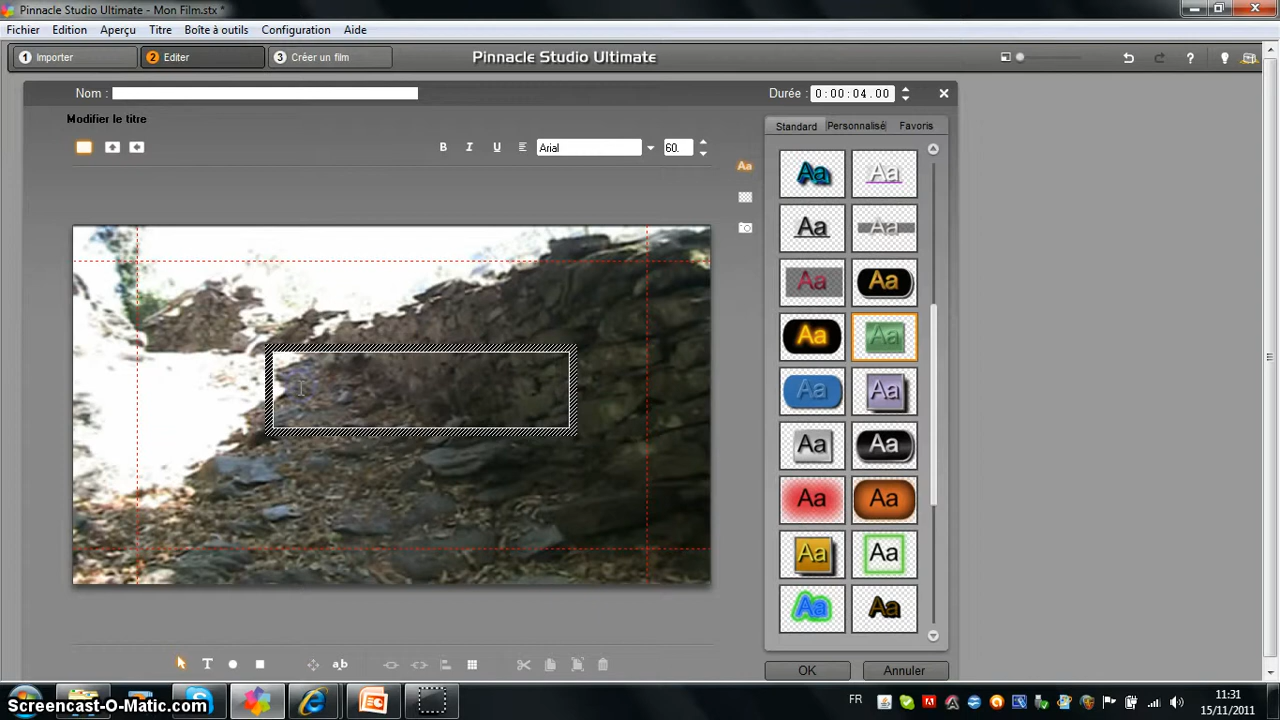 Pinnacle Studio Ultimate - Mon Film.stx *
Fichier Edition Aperçu Titre Boîte à outils Configuration Aide
1 Importer 2 Editer 3 Créer un film Pinnacle Studio Ultimate ?
Nom : Durée : 0:00:04.00
Modifier le titre
Standard Personnalisé Favoris
B I U Arial 60.
Aa
Aa Aa
Aa Aa
Aa Aa
Aa Aa
Aa Aa
Aa Aa
Aa Aa
Aa Aa
Aa Aa
T a|b
OK Annuler
FR 11:31
15/11/2011
Screencast-O-Matic.com